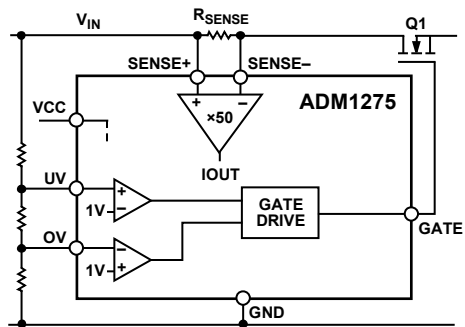 V_IN
R_SENSE
Q1
SENSE+
SENSE–
ADM1275
+
–
×50
VCC
IOUT
UV
+
1V
–
GATE
DRIVE
GATE
OV
–
1V
+
GND